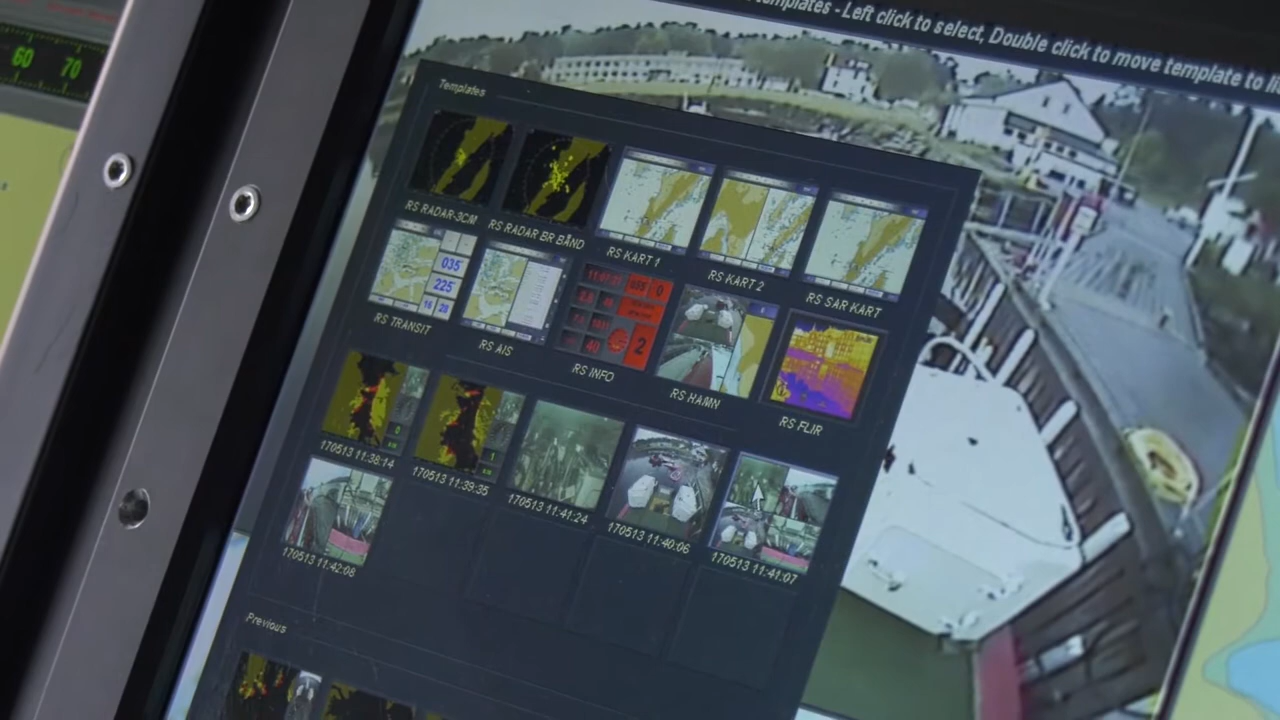 60 70
templates - Left click to select, Double click to move template to li
Templates
RS RADAR-3CM
RS RADAR BR BAND
RS KART 1
RS KART 2
RS SAR KART
035
225
RS TRANSIT
RS AIS
RS INFO
RS HAMN
RS FLIR
170513 11:38:14
170513 11:39:35
170513 11:41:24
170513 11:40:06
170513 11:41:07
170513 11:42:08
Previous